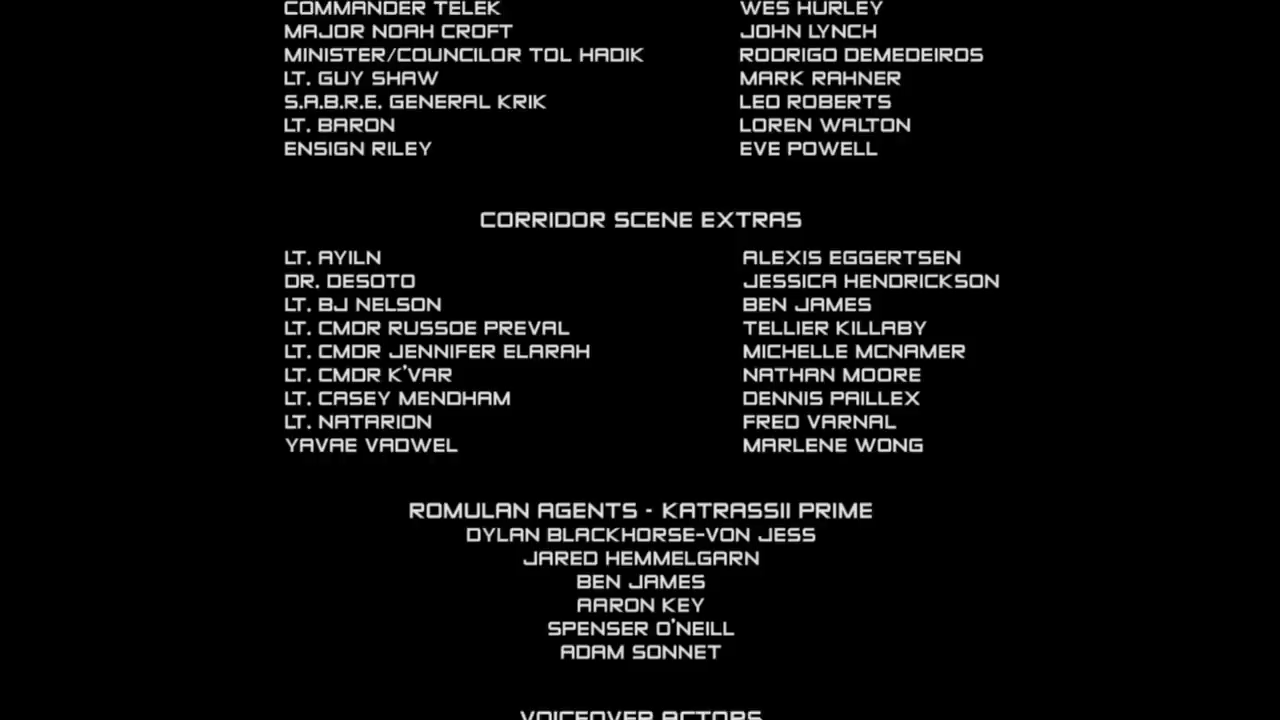 COMMANDER TELEK WES HURLEY
MAJOR NOAH CROFT JOHN LYNCH
MINISTER/COUNCILOR TOL HADIK RODRIGO DEMEDEIROS
LT. GUY SHAW MARK RAHNER
S.A.B.R.E. GENERAL KRIK LEO ROBERTS
LT. BARON LOREN WALTON
ENSIGN RILEY EVE POWELL
CORRIDOR SCENE EXTRAS
LT. AYILN ALEXIS EGGERTSEN
DR. DESOTO JESSICA HENDRICKSON
LT. BJ NELSON BEN JAMES
LT. CMDR RUSSOE PREVAL TELLIER KILLABY
LT. CMDR JENNIFER ELARAH MICHELLE MCNAMER
LT. CMDR K'VAR NATHAN MOORE
LT. CASEY MENDHAM DENNIS PAILLEX
LT. NATARION FRED VARNAL
YAVAE VADWEL MARLENE WONG
ROMULAN AGENTS - KATRASSII PRIME
DYLAN BLACKHORSE-VON JESS
JARED HEMMELGARN
BEN JAMES
AARON KEY
SPENSER O'NEILL
ADAM SONNET
VOICEOVER ACTORS